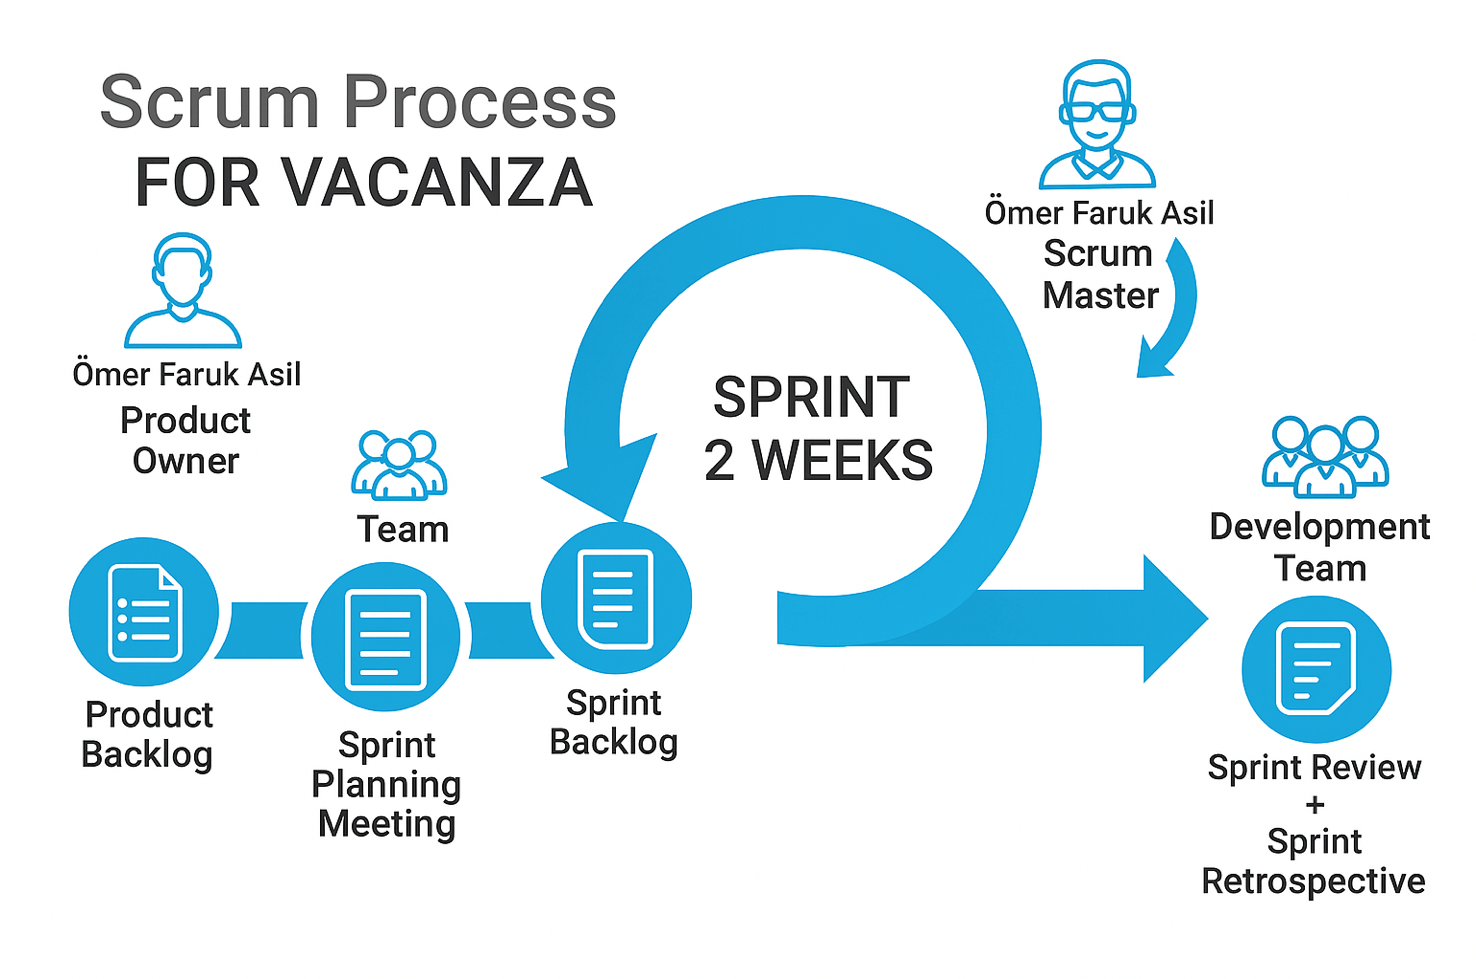 Scrum Process
FOR VACANZA
Ömer Faruk Asil
Product
Owner
Team
Product
Backlog
Sprint
Planning
Meeting
Sprint
Backlog
SPRINT
2 WEEKS
Ömer Faruk Asil
Scrum
Master
Development
Team
Sprint Review
+
Sprint
Retrospective